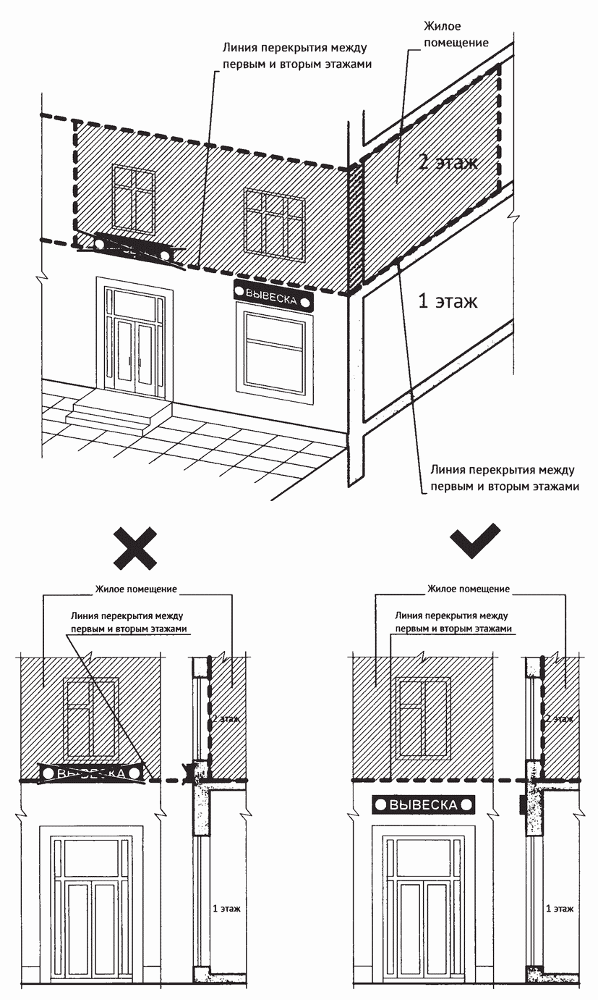 Жилое
помещение
Линия перекрытия между
первым и вторым этажами
2 этаж
ВЫВЕСКА
1 этаж
Линия перекрытия между
первым и вторым этажами
Жилое помещение
Линия перекрытия между
первым и вторым этажами
2 этаж
ВЫВЕСКА
1 этаж
Жилое помещение
Линия перекрытия между
первым и вторым этажами
2 этаж
ВЫВЕСКА
1 этаж